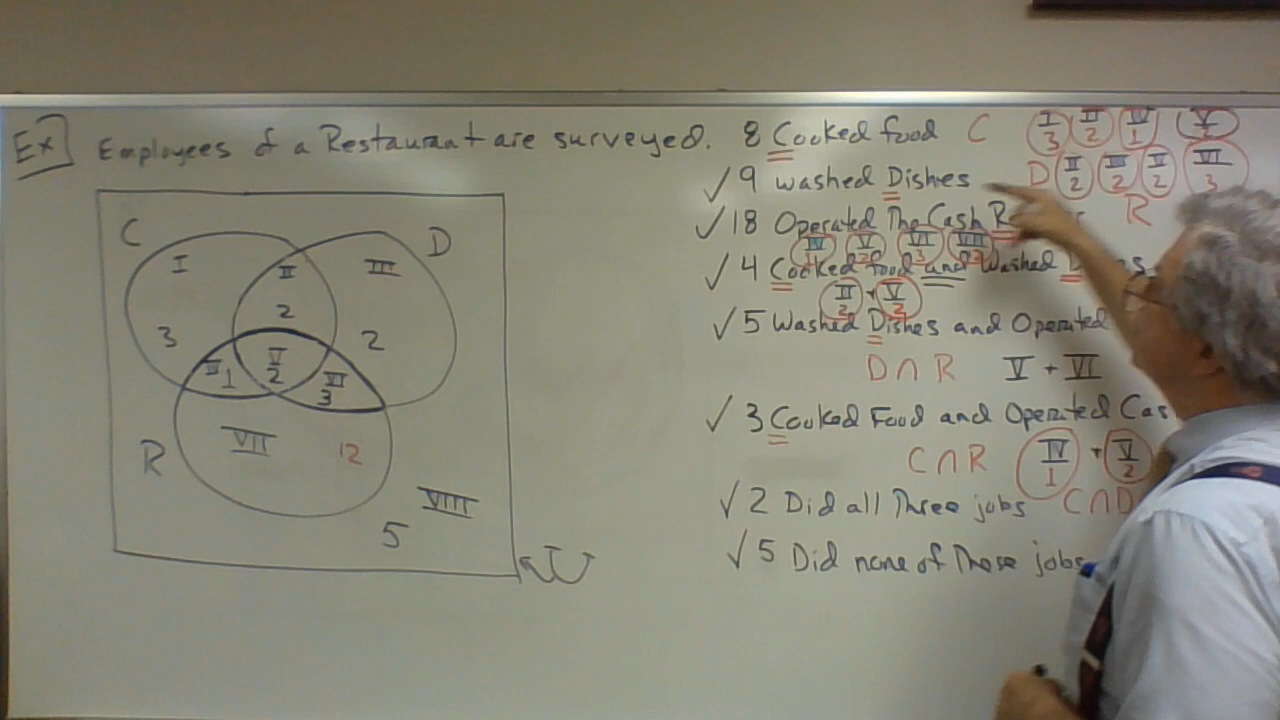 Ex Employees of a Restaurant are surveyed. 8 Cooked food C I 3 II 2 IV 1 V 2
✓ 9 washed Dishes D II 2 III 2 V 2 VI 3
✓ 18 Operated The Cash R
IV 1 V 2 VI 3 VII
✓ 4 Cooked food and Washed
II 2 + V 2
✓ 5 Washed Dishes and Operated
D ∩ R V + VI
✓ 3 Cooked Food and Operated Cas
C ∩ R IV 1 + V 2
✓ 2 Did all Three jobs C ∩ D
✓ 5 Did none of These jobs
C D
I II III
3 2 2
IV 1 V 2 VI 3
R VII 12
VIII
5
U